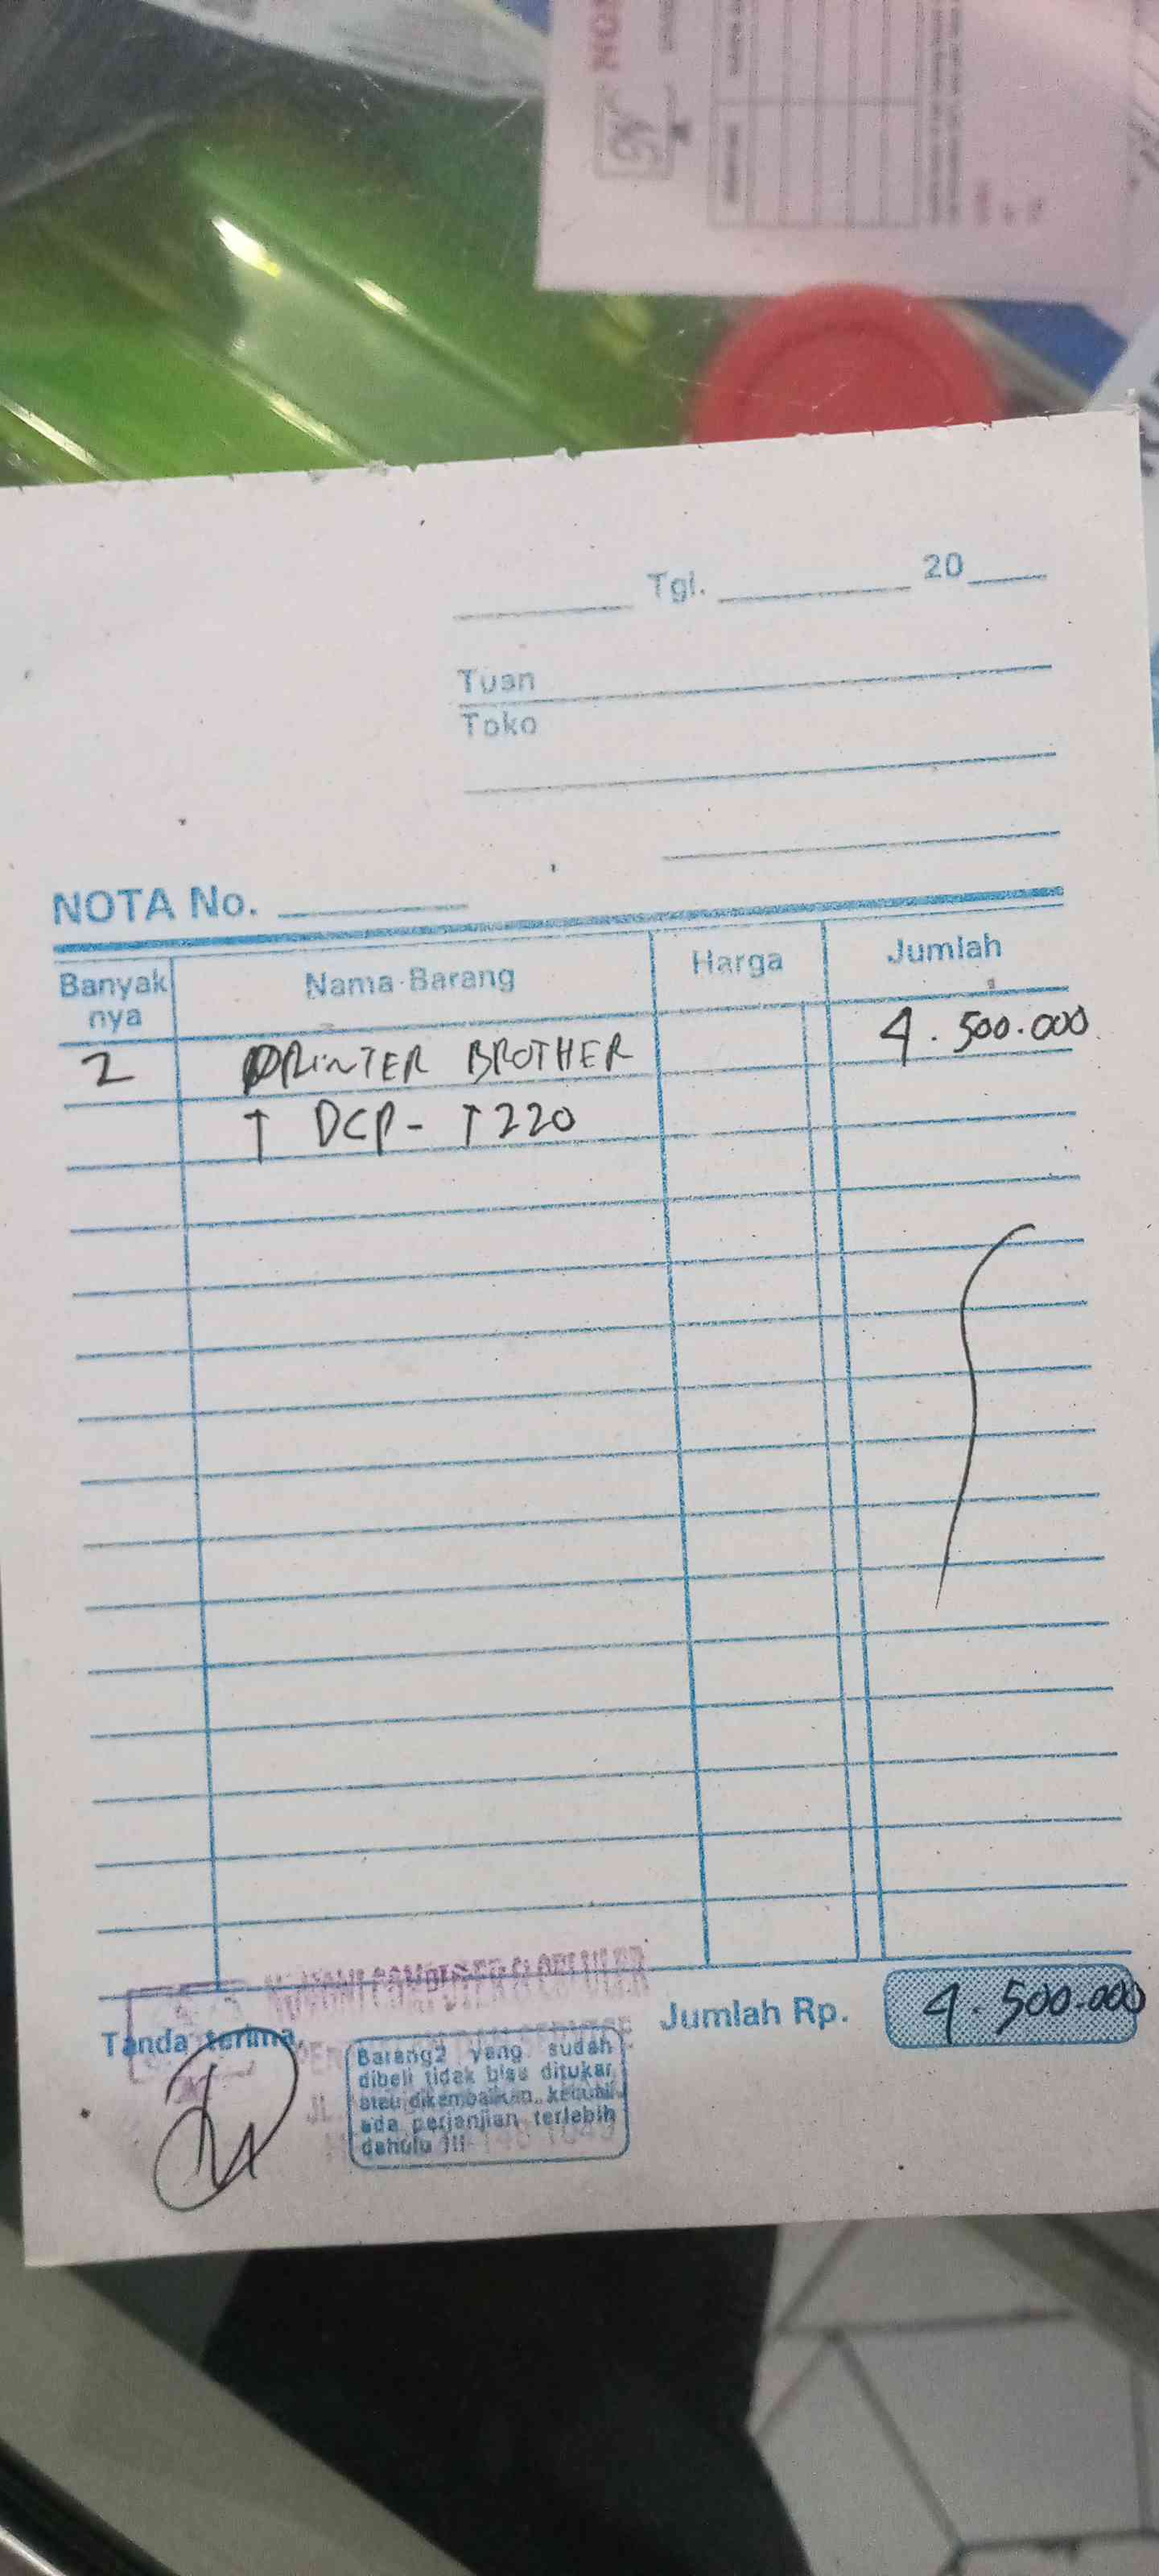 Tgl. 20
Tuan
Toko
NOTA No.
Banyak nya Nama Barang Harga Jumlah
2 PRINTER BROTHER 4.500.000
T DCP - T220
Jumlah Rp. 4.500.000
Tanda terima,
Barang2 yang sudah
dibeli tidak bisa ditukar
atau dikembalikan, kecuali
ada perjanjian terlebih
dahulu !!!